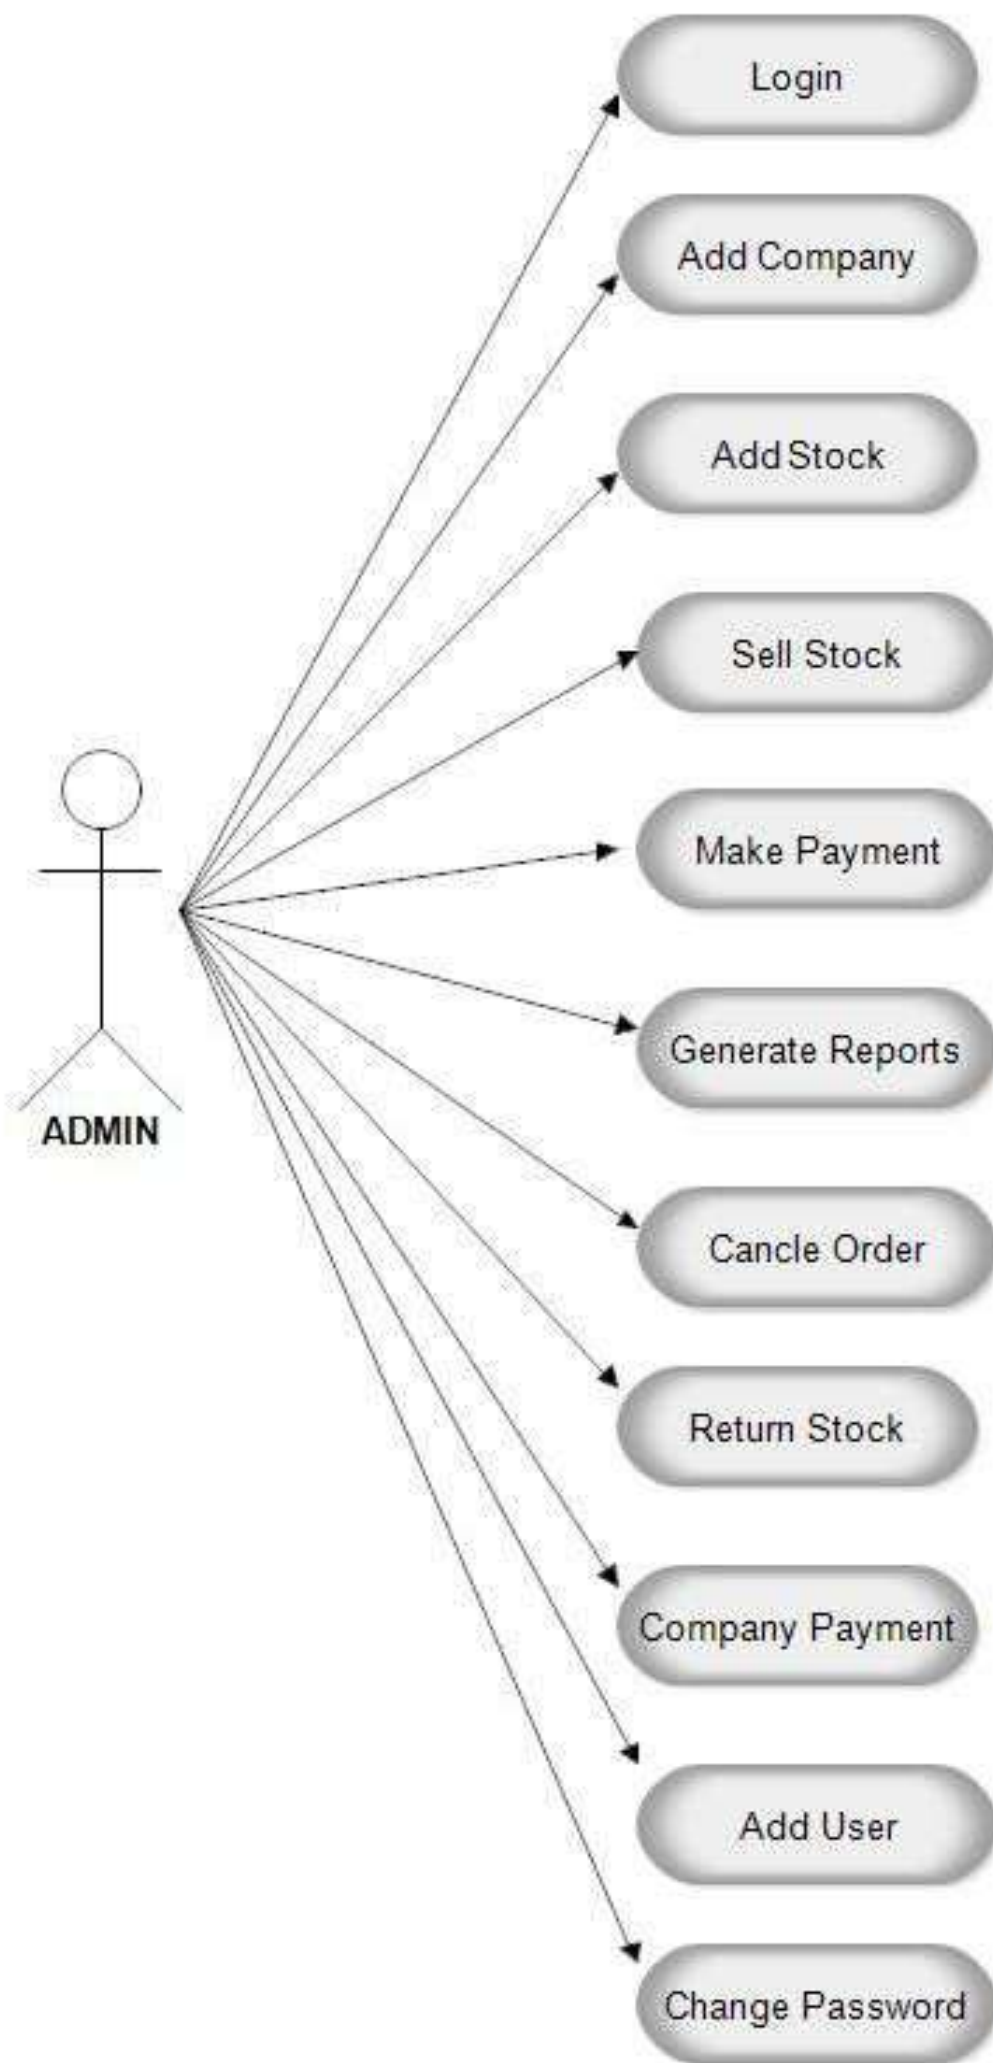 Login
Add Company
Add Stock
Sell Stock
Make Payment
Generate Reports
ADMIN
Cancle Order
Return Stock
Company Payment
Add User
Change Password